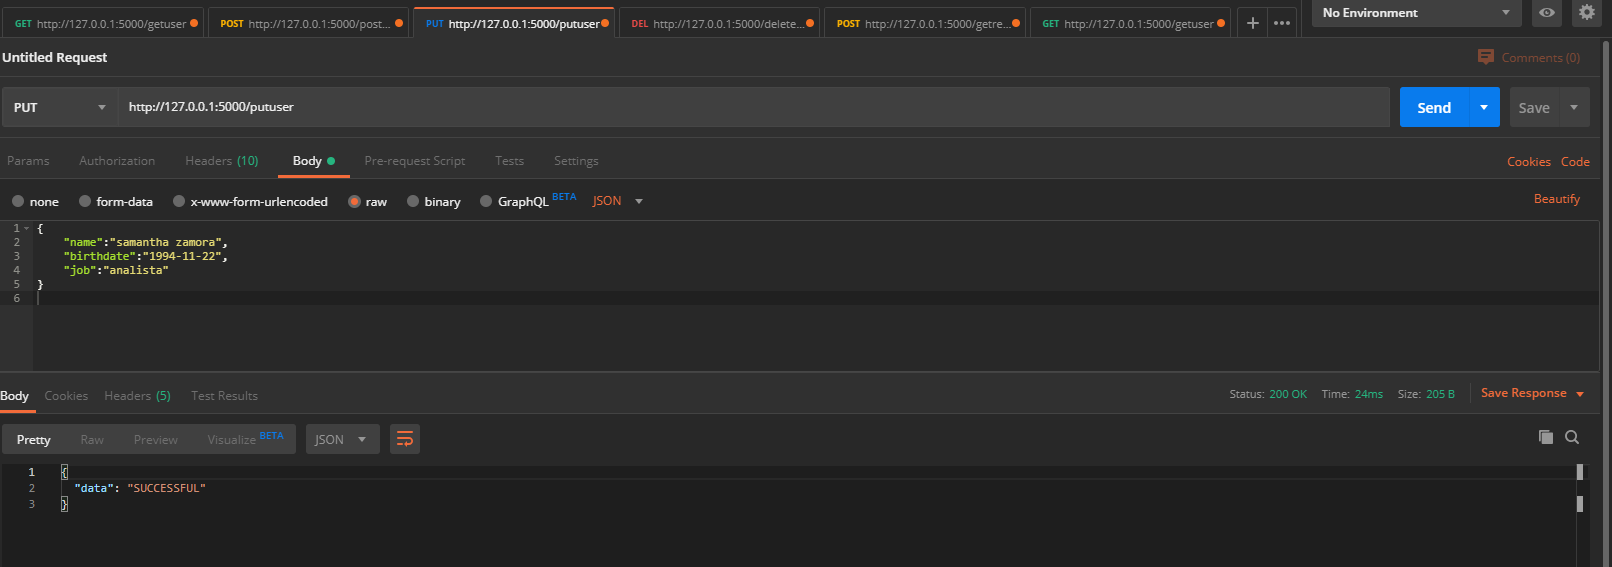 GET http://127.0.0.1:5000/getuser POST http://127.0.0.1:5000/post... PUT http://127.0.0.1:5000/putuser DEL http://127.0.0.1:5000/delete... POST http://127.0.0.1:5000/getre... GET http://127.0.0.1:5000/getuser + ••• No Environment
Untitled Request Comments (0)
PUT http://127.0.0.1:5000/putuser Send Save
Params Authorization Headers (10) Body Pre-request Script Tests Settings Cookies Code
none form-data x-www-form-urlencoded raw binary GraphQL BETA JSON Beautify
1 {
2 "name":"samantha zamora",
3 "birthdate":"1994-11-22",
4 "job":"analista"
5 }
6
Body Cookies Headers (5) Test Results Status: 200 OK Time: 24ms Size: 205 B Save Response
Pretty Raw Preview Visualize BETA JSON
1 {
2 "data": "SUCCESSFUL"
3 }